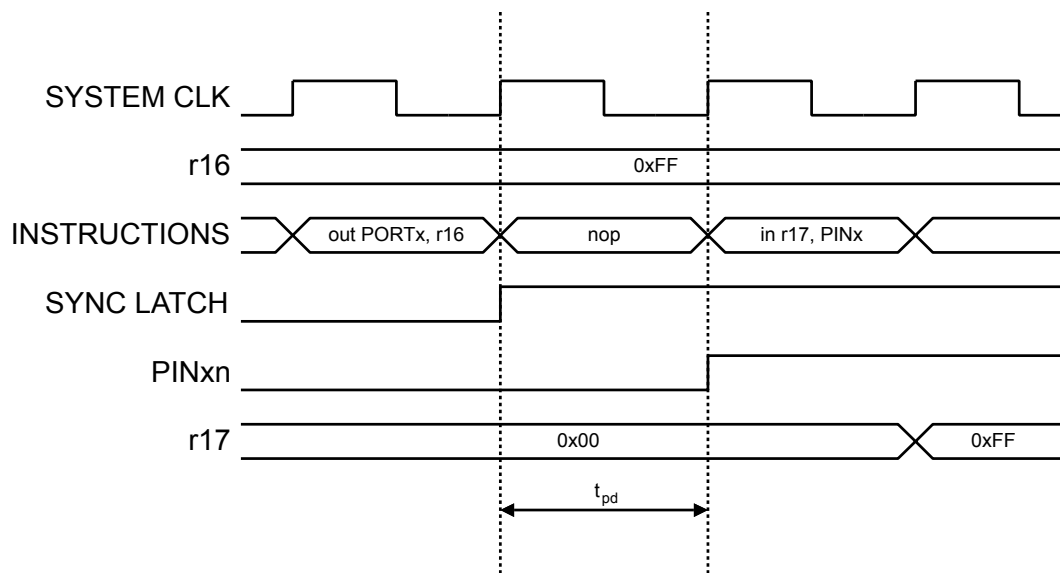 SYSTEM CLK
r16
0xFF
INSTRUCTIONS
out PORTx, r16
nop
in r17, PINx
SYNC LATCH
PINxn
r17
0x00
0xFF
tpd